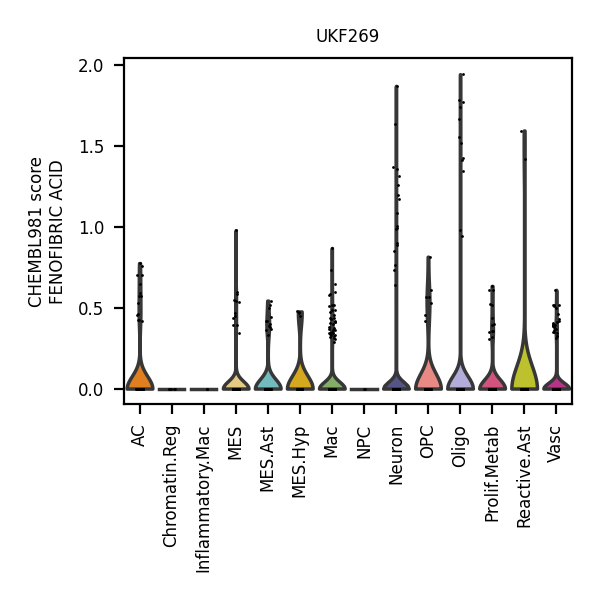 UKF269
CHEMBL981 score
FENOFIBRIC ACID
2.0
1.5
1.0
0.5
0.0
AC
Chromatin.Reg
Inflammatory.Mac
MES
MES.Ast
MES.Hyp
Mac
NPC
Neuron
OPC
Oligo
Prolif.Metab
Reactive.Ast
Vasc